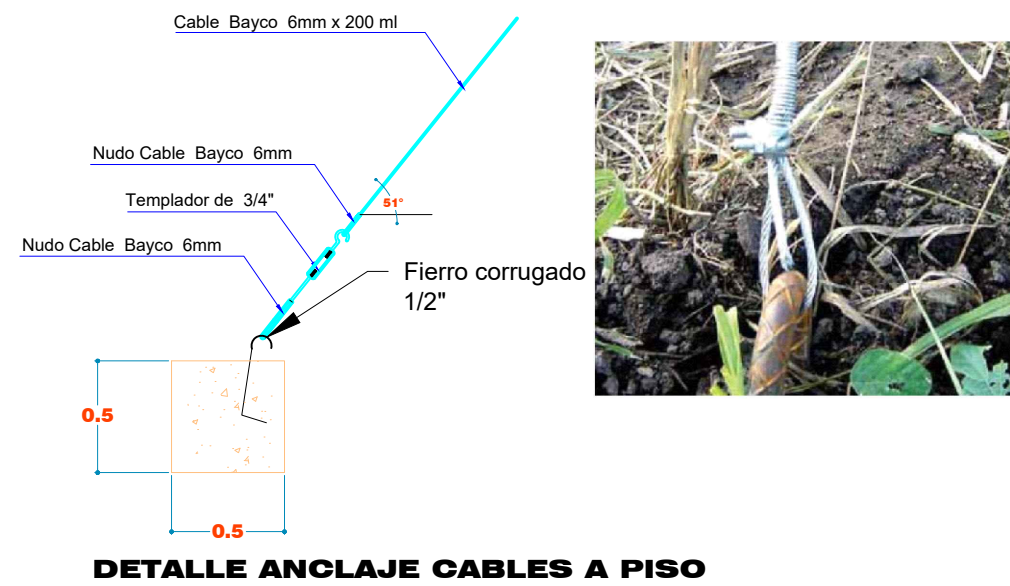 Cable Bayco 6mm x 200 ml
Nudo Cable Bayco 6mm
Templador de 3/4"
51°
Nudo Cable Bayco 6mm
Fierro corrugado
1/2"
0.5
0.5
DETALLE ANCLAJE CABLES A PISO